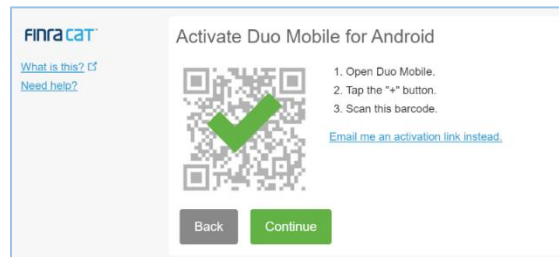 FINra CAT
What is this?
Need help?
Activate Duo Mobile for Android
1. Open Duo Mobile.
2. Tap the "+" button.
3. Scan this barcode.
Email me an activation link instead.
Back
Continue